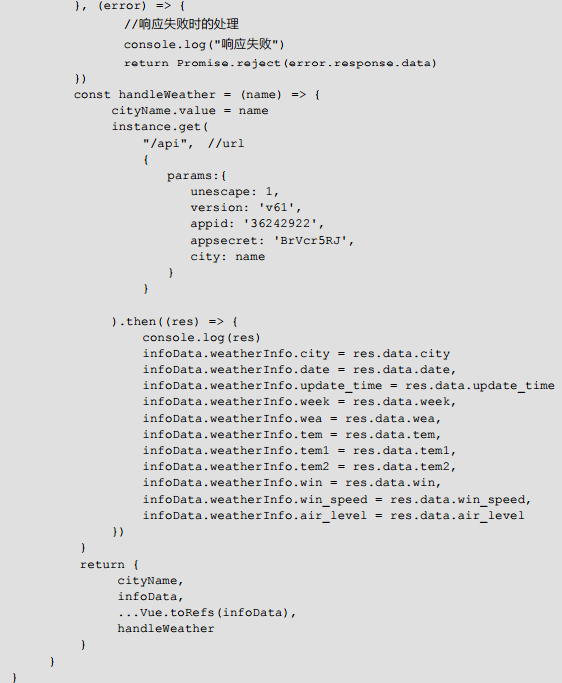 }, (error) => {
//响应失败时的处理
console.log("响应失败")
return Promise.reject(error.response.data)
})
const handleWeather = (name) => {
cityName.value = name
instance.get(
"/api",  //url
{
params:{
unescape: 1,
version: 'v61',
appid: '36242922',
appsecret: 'BrVcr5RJ',
city: name
}
}
).then((res) => {
console.log(res)
infoData.weatherInfo.city = res.data.city
infoData.weatherInfo.date = res.data.date,
infoData.weatherInfo.update_time = res.data.update_time
infoData.weatherInfo.week = res.data.week,
infoData.weatherInfo.wea = res.data.wea,
infoData.weatherInfo.tem = res.data.tem,
infoData.weatherInfo.tem1 = res.data.tem1,
infoData.weatherInfo.tem2 = res.data.tem2,
infoData.weatherInfo.win = res.data.win,
infoData.weatherInfo.win_speed = res.data.win_speed,
infoData.weatherInfo.air_level = res.data.air_level
})
}
return {
cityName,
infoData,
...Vue.toRefs(infoData),
handleWeather
}
}
}